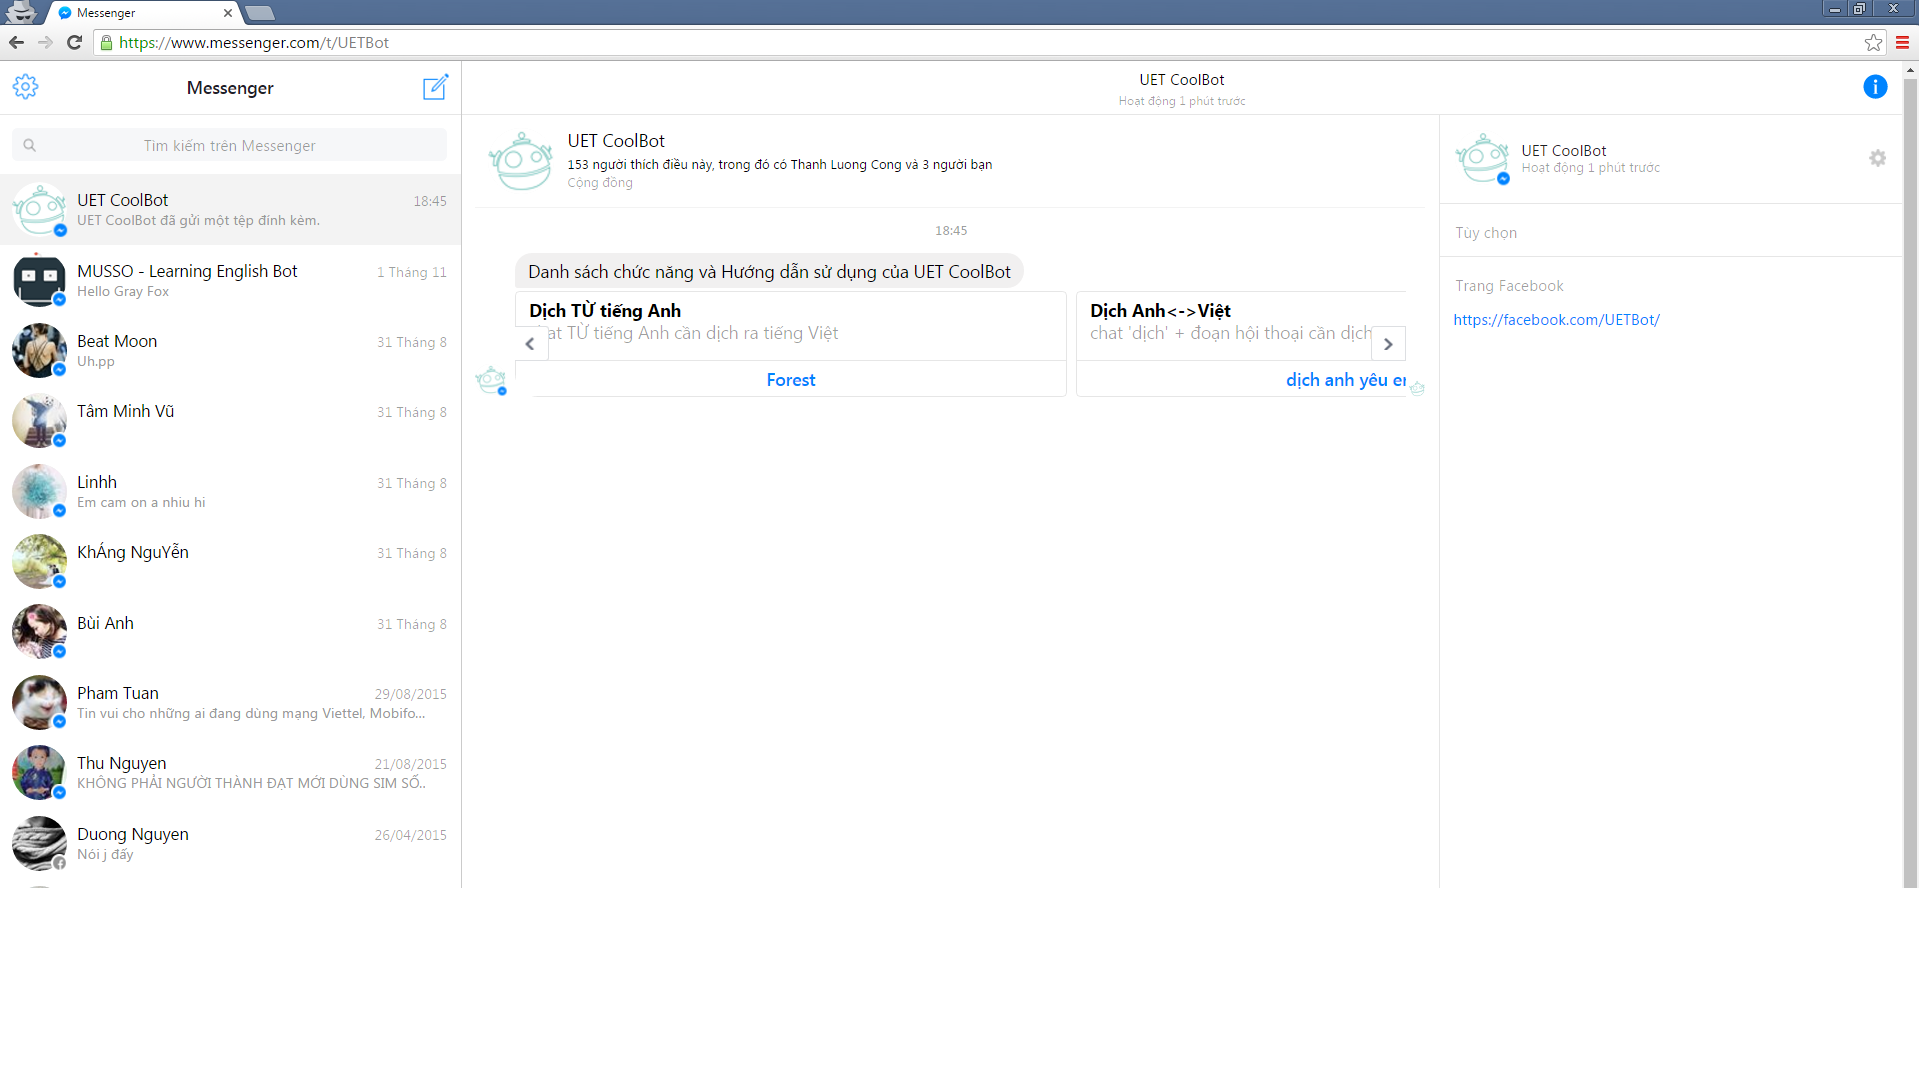 Messenger
https://www.messenger.com/t/UETBot
Messenger
Tìm kiếm trên Messenger
UET CoolBot
18:45
UET CoolBot đã gửi một tệp đính kèm.
MUSSO - Learning English Bot
1 Tháng 11
Hello Gray Fox
Beat Moon
31 Tháng 8
Uh.pp
Tâm Minh Vũ
31 Tháng 8
Linhh
31 Tháng 8
Em cam on a nhiu hi
KhÁng NguYễn
31 Tháng 8
Bùi Anh
31 Tháng 8
Pham Tuan
29/08/2015
Tin vui cho những ai đang dùng mạng Viettel, Mobifo...
Thu Nguyen
21/08/2015
KHÔNG PHẢI NGƯỜI THÀNH ĐẠT MỚI DÙNG SIM SỐ..
Duong Nguyen
26/04/2015
Nói j đấy
UET CoolBot
Hoạt động 1 phút trước
UET CoolBot
153 người thích điều này, trong đó có Thanh Luong Cong và 3 người bạn
Cộng đồng
18:45
Danh sách chức năng và Hướng dẫn sử dụng của UET CoolBot
Dịch TỪ tiếng Anh
TỪ tiếng Anh cần dịch ra tiếng Việt
Forest
Dịch Anh<->Việt
chat 'dịch' + đoạn hội thoại cần dịch
dịch anh yêu
UET CoolBot
Hoạt động 1 phút trước
Tùy chọn
Trang Facebook
https://facebook.com/UETBot/